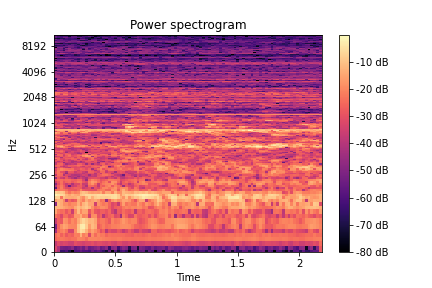 Power spectrogram
Hz
8192
4096
2048
1024
512
256
128
64
0
0
0.5
1
1.5
2
Time
-10 dB
-20 dB
-30 dB
-40 dB
-50 dB
-60 dB
-70 dB
-80 dB